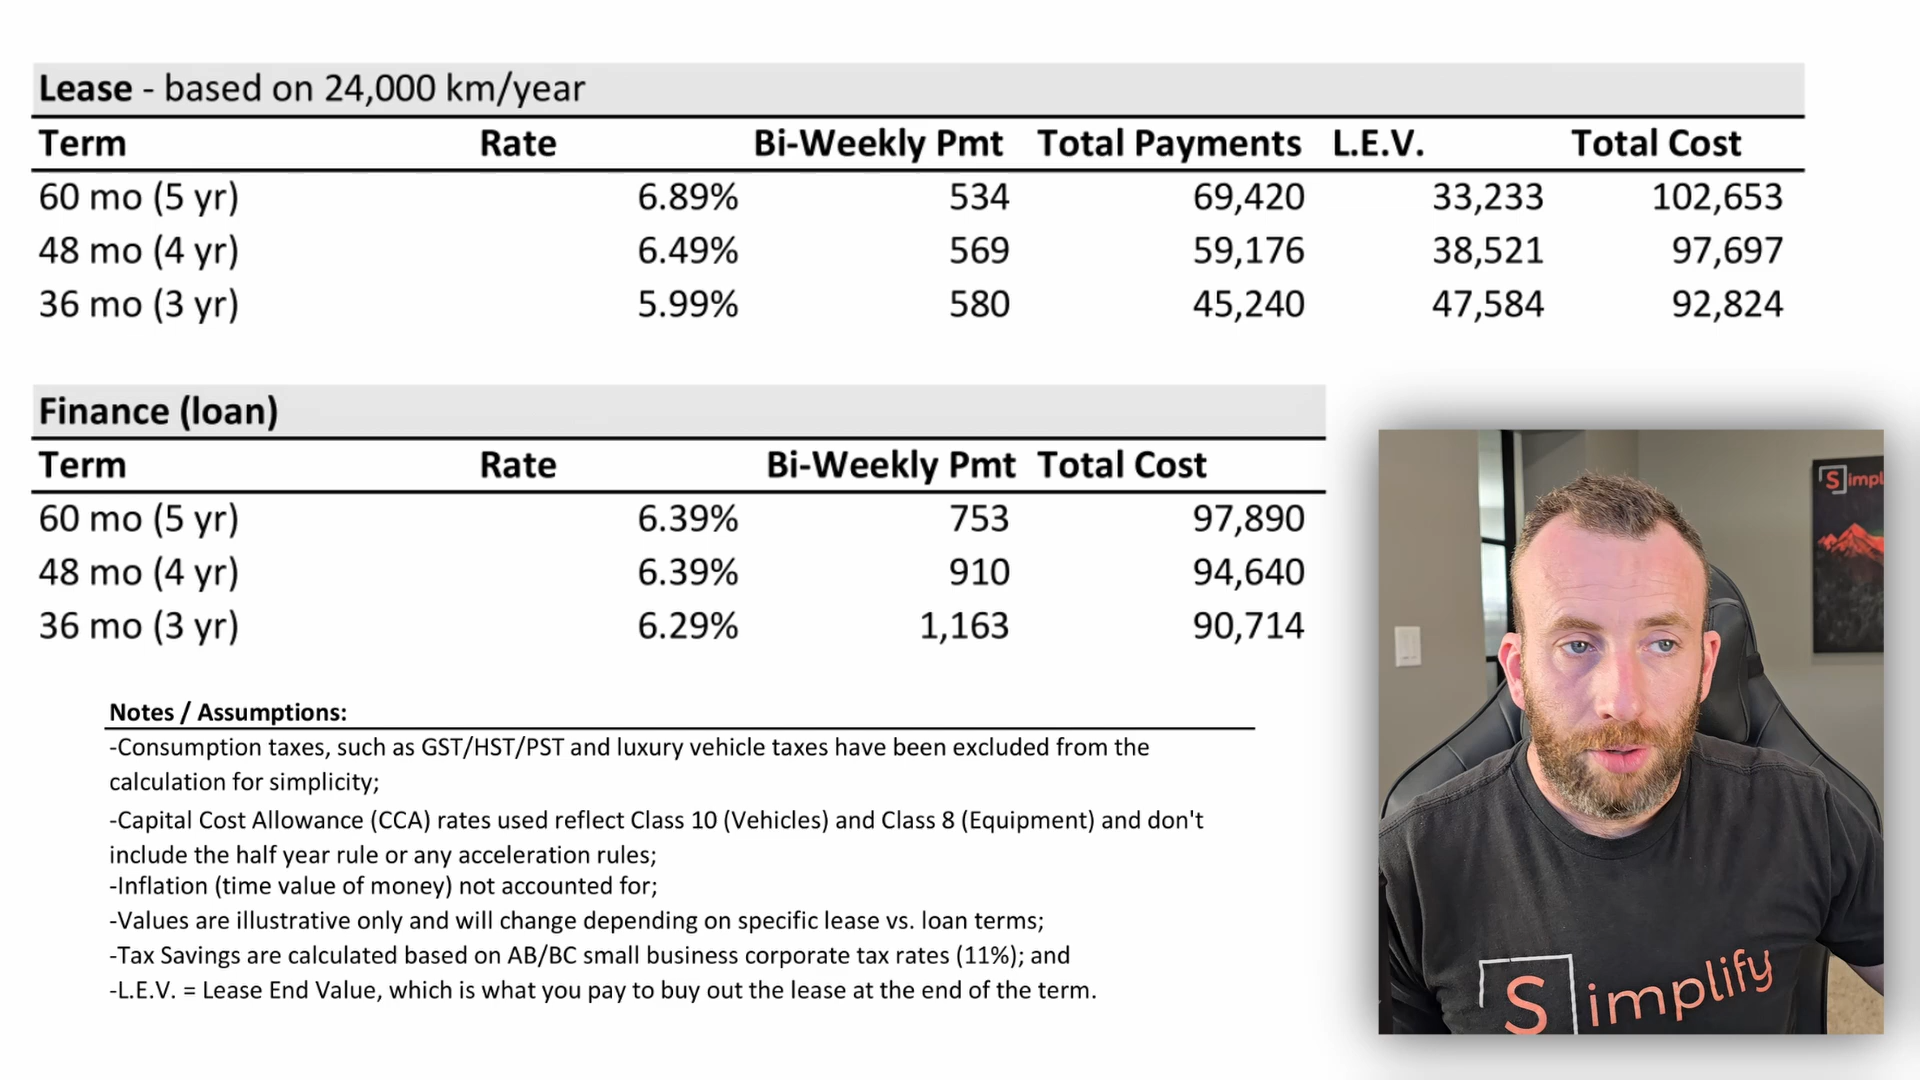 Lease - based on 24,000 km/year
Term Rate Bi-Weekly Pmt Total Payments L.E.V. Total Cost
60 mo (5 yr) 6.89% 534 69,420 33,233 102,653
48 mo (4 yr) 6.49% 569 59,176 38,521 97,697
36 mo (3 yr) 5.99% 580 45,240 47,584 92,824
Finance (loan)
Term Rate Bi-Weekly Pmt Total Cost
60 mo (5 yr) 6.39% 753 97,890
48 mo (4 yr) 6.39% 910 94,640
36 mo (3 yr) 6.29% 1,163 90,714
Notes / Assumptions:
-Consumption taxes, such as GST/HST/PST and luxury vehicle taxes have been excluded from the
calculation for simplicity;
-Capital Cost Allowance (CCA) rates used reflect Class 10 (Vehicles) and Class 8 (Equipment) and don't
include the half year rule or any acceleration rules;
-Inflation (time value of money) not accounted for;
-Values are illustrative only and will change depending on specific lease vs. loan terms;
-Tax Savings are calculated based on AB/BC small business corporate tax rates (11%); and
-L.E.V. = Lease End Value, which is what you pay to buy out the lease at the end of the term.
Simpl
Simplify